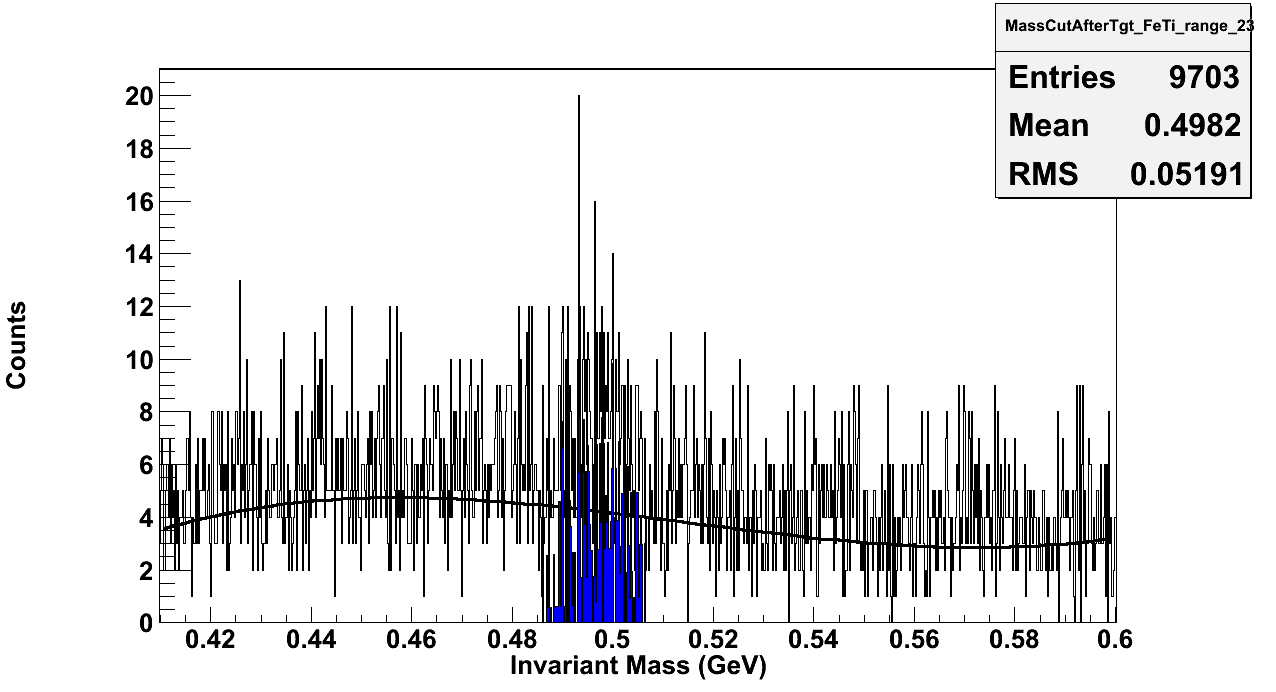 MassCutAfterTgt_FeTi_range_23
Entries 9703
Mean 0.4982
RMS 0.05191
Counts
20
18
16
14
12
10
8
6
4
2
0
0.42 0.44 0.46 0.48 0.5 0.52 0.54 0.56 0.58 0.6
Invariant Mass (GeV)